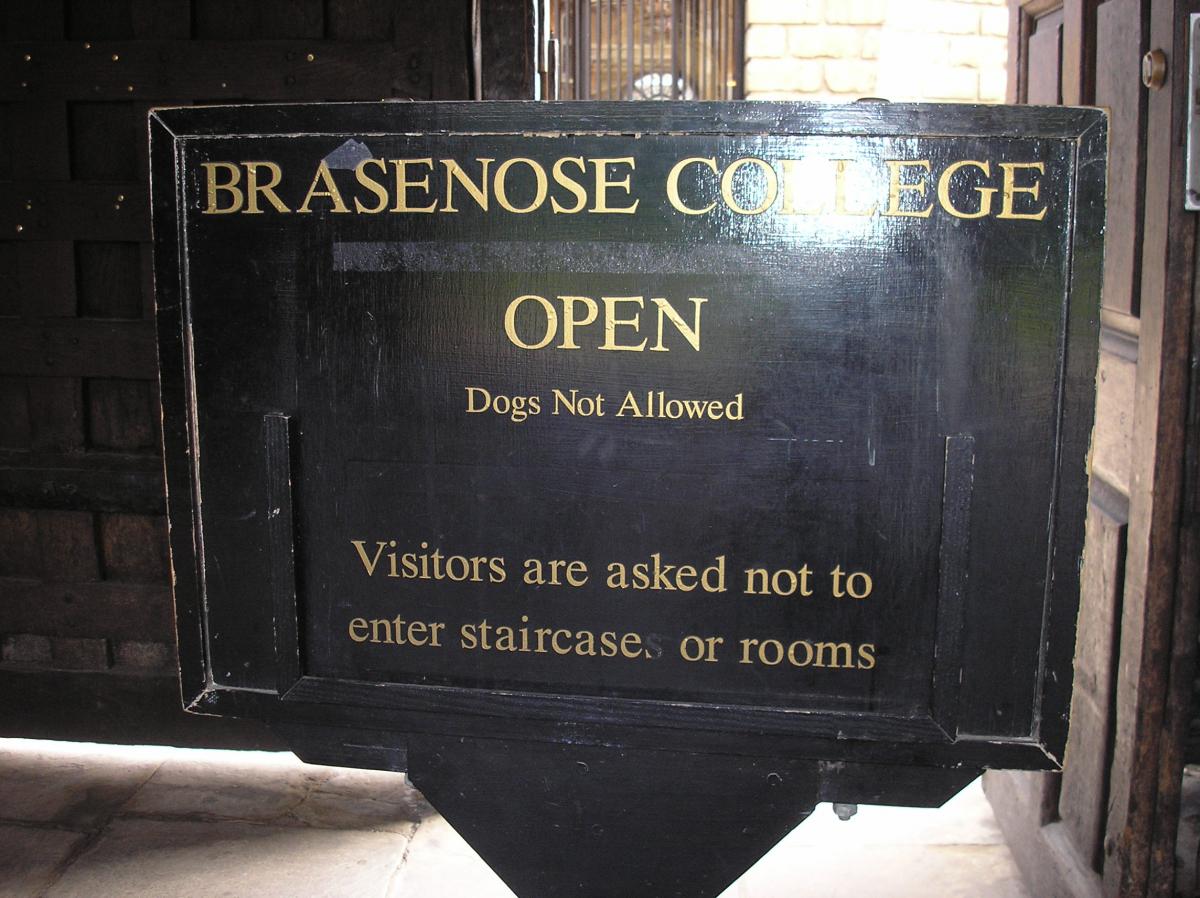 BRASENOSE COLLEGE
OPEN
Dogs Not Allowed
Visitors are asked not to
enter staircases or rooms